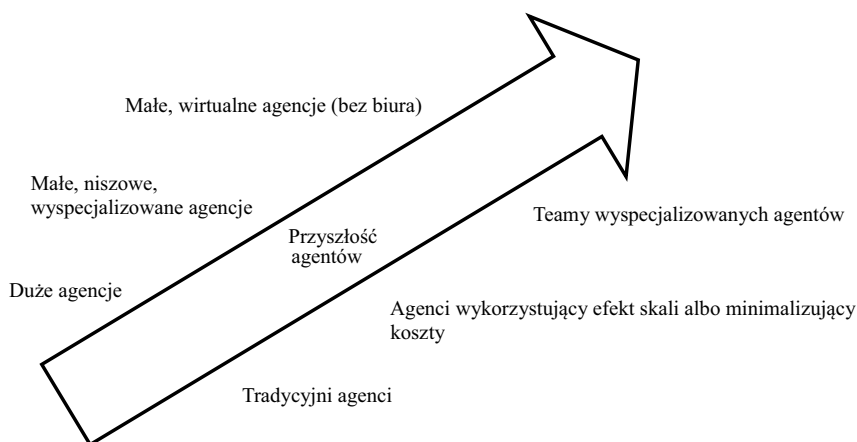 Małe, wirtualne agencje (bez biura)
Małe, niszowe,
wyspecjalizowane agencje
Teamy wyspecjalizowanych agentów
Przyszłość
agentów
Duże agencje
Agenci wykorzystujący efekt skali albo minimalizujący
koszty
Tradycyjni agenci